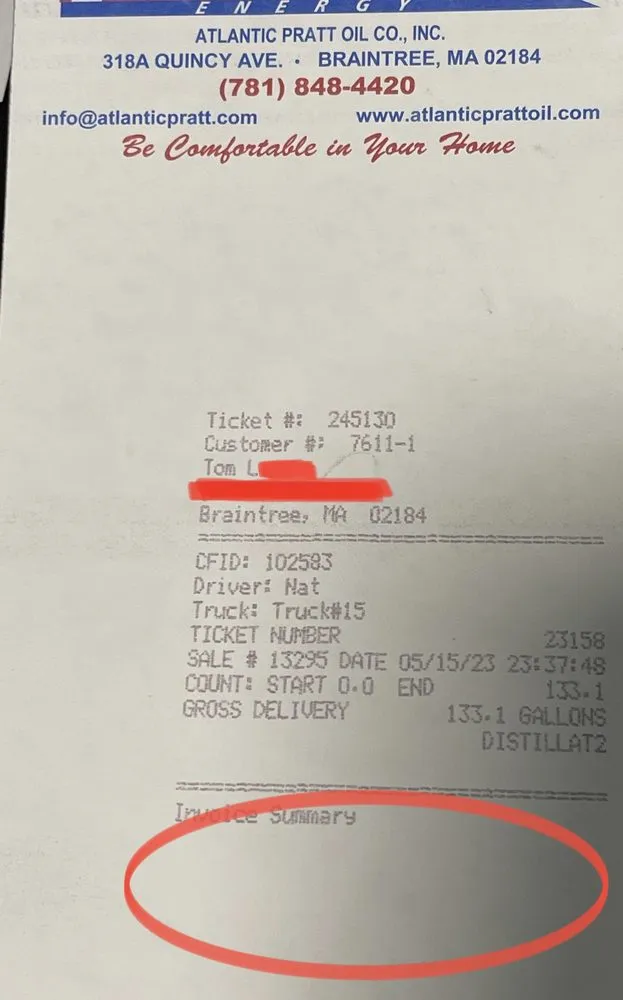 ENERGY
ATLANTIC PRATT OIL CO., INC.
318A QUINCY AVE. • BRAINTREE, MA 02184
(781) 848-4420
info@atlanticpratt.com www.atlanticprattoil.com
Be Comfortable in Your Home
Ticket #: 245130
Customer #: 7611-1
Tom L
Braintree, MA 02184
CFID: 102583
Driver: Nat
Truck: Truck#15
TICKET NUMBER 23158
SALE # 13295 DATE 05/15/23 23:37:48
COUNT: START 0.0 END 133.1
GROSS DELIVERY 133.1 GALLONS
DISTILLAT2
Invoice Summary